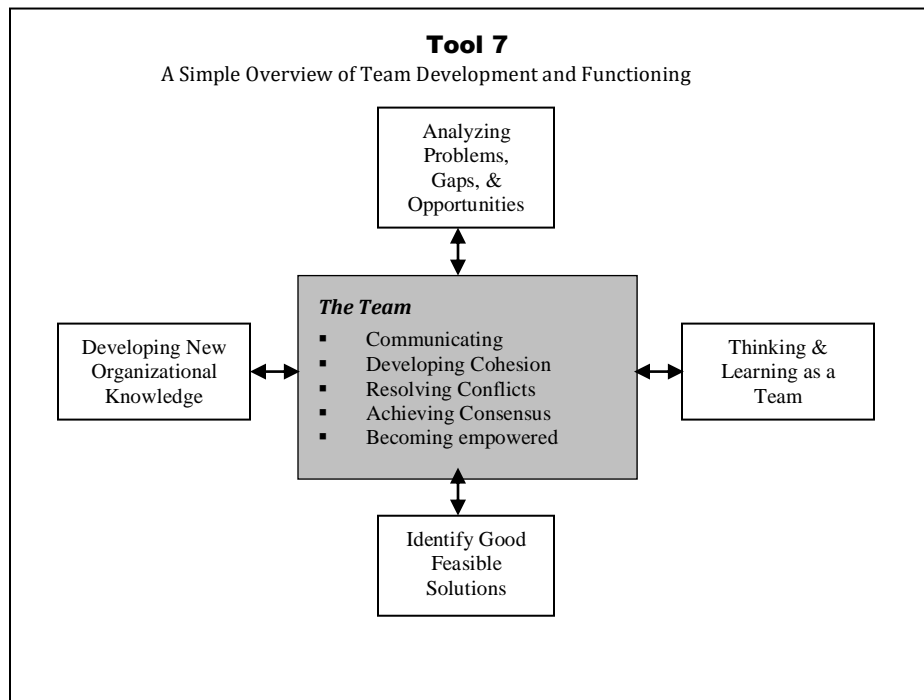 Tool 7
A Simple Overview of Team Development and Functioning
Analyzing
Problems,
Gaps, &
Opportunities
The Team
▪ Communicating
▪ Developing Cohesion
▪ Resolving Conflicts
▪ Achieving Consensus
▪ Becoming empowered
Developing New
Organizational
Knowledge
Thinking &
Learning as a
Team
Identify Good
Feasible
Solutions